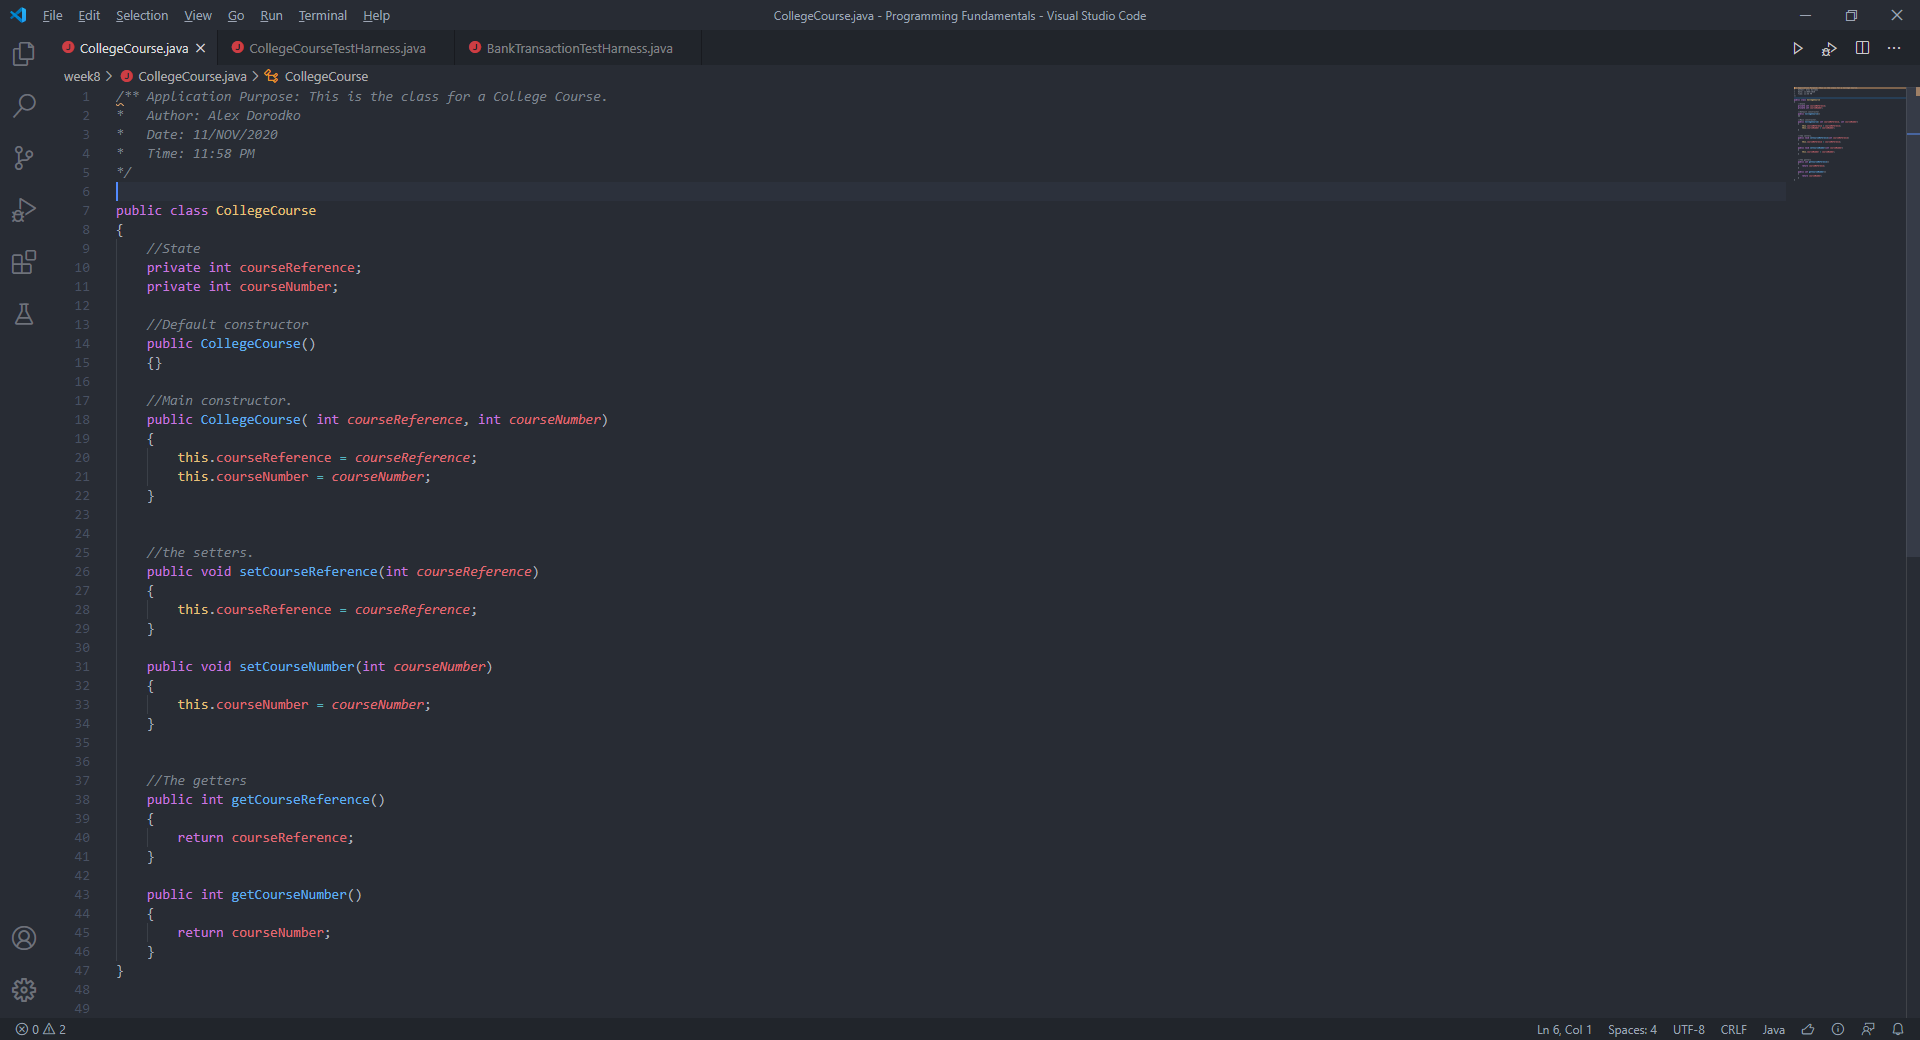 File Edit Selection View Go Run Terminal Help CollegeCourse.java - Programming Fundamentals - Visual Studio Code
CollegeCourse.java CollegeCourseTestHarness.java BankTransactionTestHarness.java
week8 > CollegeCourse.java > CollegeCourse
1 /** Application Purpose: This is the class for a College Course.
2 *   Author: Alex Dorodko
3 *   Date: 11/NOV/2020
4 *   Time: 11:58 PM
5 */
6
7 public class CollegeCourse
8 {
9     //State
10     private int courseReference;
11     private int courseNumber;
12
13     //Default constructor
14     public CollegeCourse()
15     {}
16
17     //Main constructor.
18     public CollegeCourse( int courseReference, int courseNumber)
19     {
20         this.courseReference = courseReference;
21         this.courseNumber = courseNumber;
22     }
23
24
25     //the setters.
26     public void setCourseReference(int courseReference)
27     {
28         this.courseReference = courseReference;
29     }
30
31     public void setCourseNumber(int courseNumber)
32     {
33         this.courseNumber = courseNumber;
34     }
35
36
37     //The getters
38     public int getCourseReference()
39     {
40         return courseReference;
41     }
42
43     public int getCourseNumber()
44     {
45         return courseNumber;
46     }
47 }
48
49
0 2 Ln 6, Col 1 Spaces: 4 UTF-8 CRLF Java